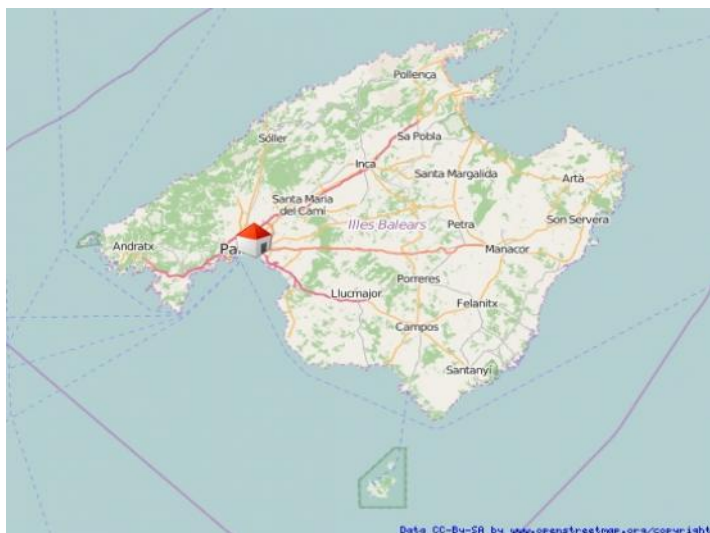 Pollença
Sa Pobla
Sóller
Inca
Santa Margalida
Artà
Santa Maria
del Camí
Son Servera
Illes Balears
Petra
Andratx
Pa
Manacor
Porreres
Llucmajor
Felanitx
Campos
Santanyí
Data CC-By-SA by www.openstreetmap.org/copyright